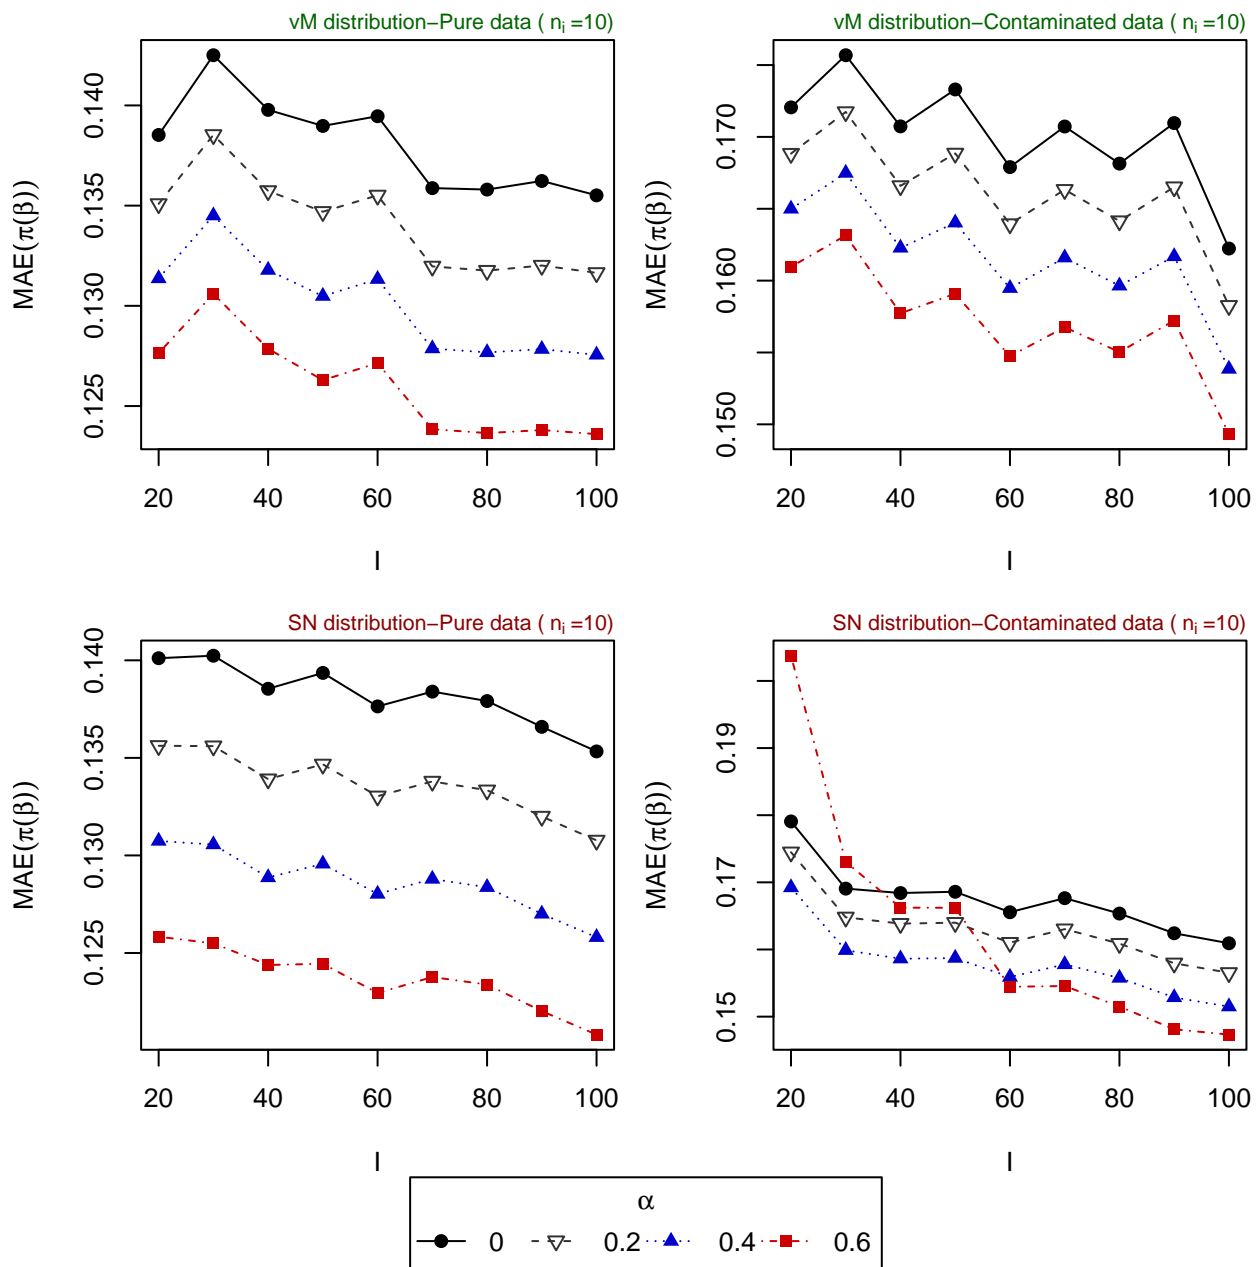 vM distribution−Pure data ( nᵢ =10)
MAE(π(β))
0.140
0.135
0.130
0.125
20 40 60 80 100
I
vM distribution−Contaminated data ( nᵢ =10)
MAE(π(β))
0.170
0.160
0.150
20 40 60 80 100
I
SN distribution−Pure data ( nᵢ =10)
MAE(π(β))
0.140
0.135
0.130
0.125
20 40 60 80 100
I
SN distribution−Contaminated data ( nᵢ =10)
MAE(π(β))
0.19
0.17
0.15
20 40 60 80 100
I
α
0 0.2 0.4 0.6